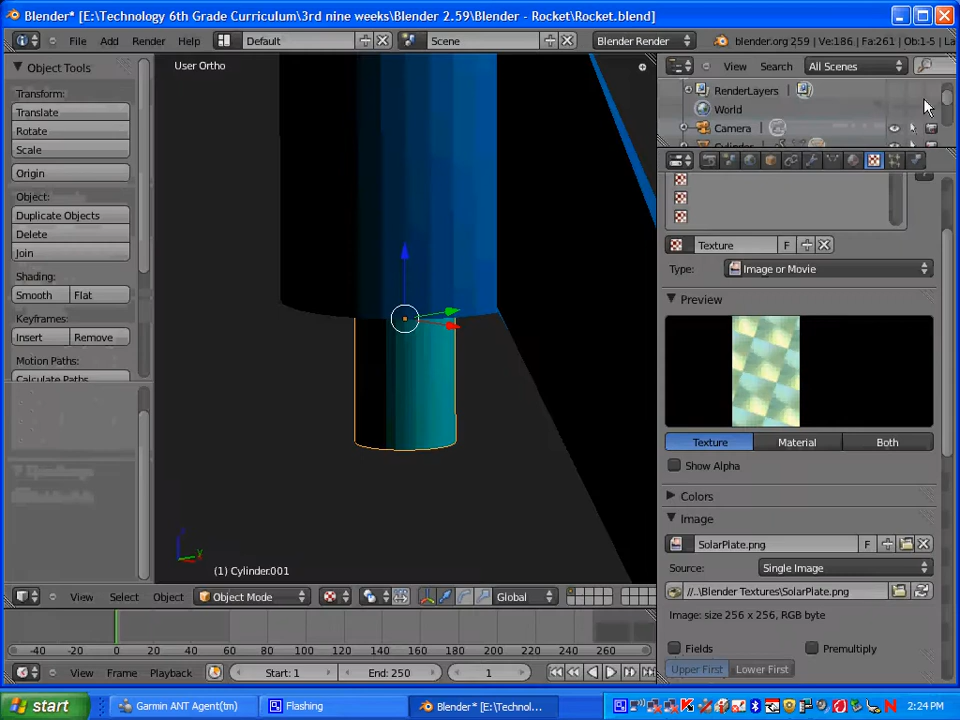 Blender* [E:\Technology 6th Grade Curriculum\3rd nine weeks\Blender 2.59\Blender - Rocket\Rocket.blend]
File Add Render Help Default Scene Blender Render blender.org 259 | Ve:186 | Fa:261 | Ob:1-5 | La
Object Tools
Transform:
Translate
Rotate
Scale
Origin
Object:
Duplicate Objects
Delete
Join
Shading:
Smooth Flat
Keyframes:
Insert Remove
Motion Paths:
Calculate Paths
User Ortho
(1) Cylinder.001
View Search All Scenes
RenderLayers
World
Camera
Cylinder
Texture F
Type: Image or Movie
Preview
Texture Material Both
Show Alpha
Colors
Image
SolarPlate.png F
Source: Single Image
//..\Blender Textures\SolarPlate.png
Image: size 256 x 256, RGB byte
Fields Premultiply
Upper First Lower First
View Select Object Object Mode Global
-40 -20 0 20 40 60 80 100 120 140 160 180 200 220 240 260
View Frame Playback Start: 1 End: 250 1
start Garmin ANT Agent(tm) Flashing Blender* [E:\Technol... 2:24 PM